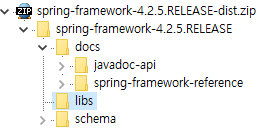 spring-framework-4.2.5.RELEASE-dist.zip
spring-framework-4.2.5.RELEASE
docs
javadoc-api
spring-framework-reference
libs
schema